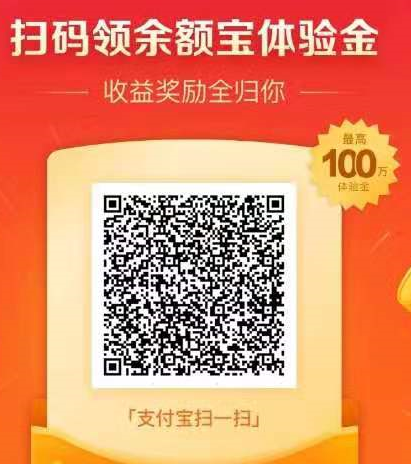 扫码领余额宝体验金
收益奖励全归你
最高
100万
体验金
「支付宝扫一扫」